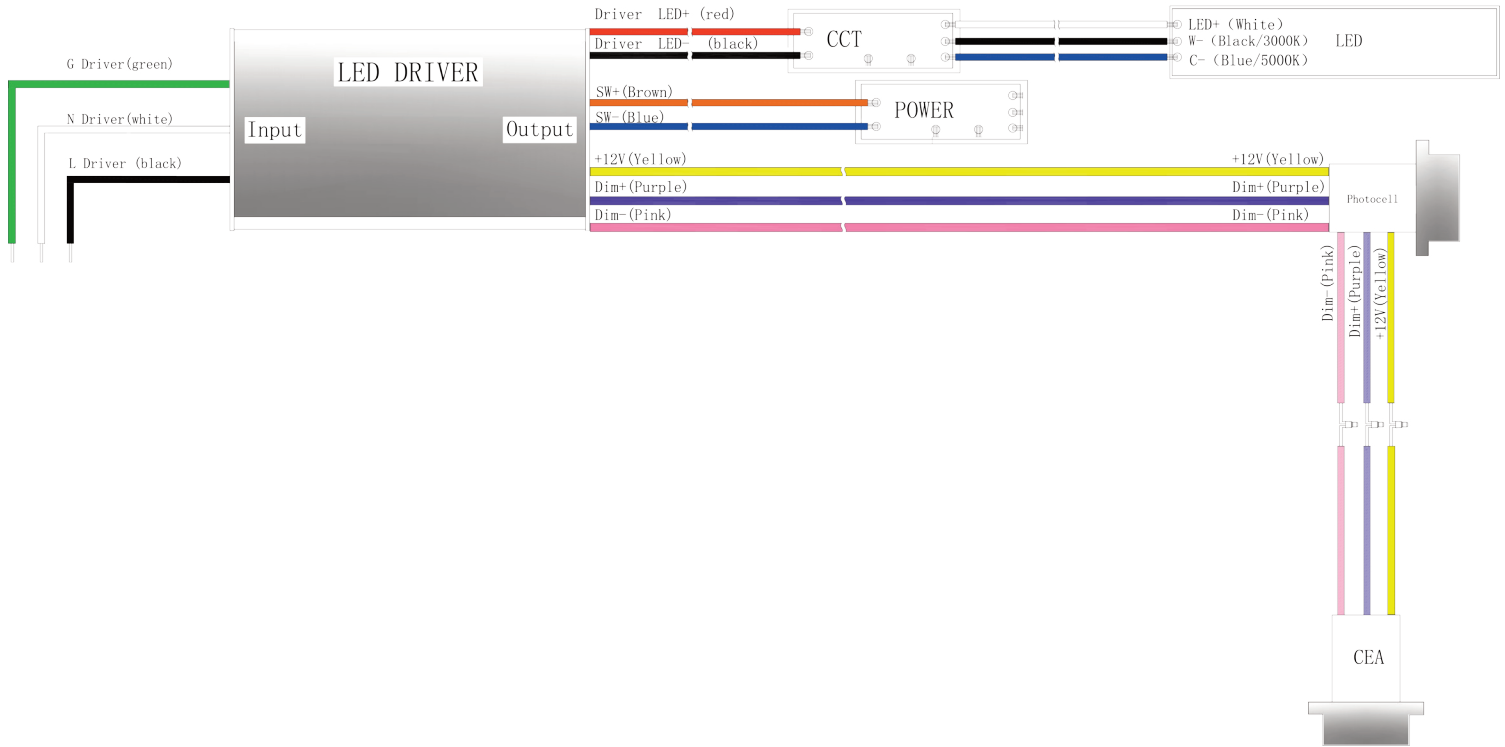 Driver LED+ (red)
Driver LED- (black)
CCT
LED+ (White)
W- (Black/3000K)
C- (Blue/5000K)
LED
G Driver(green)
LED DRIVER
N Driver(white)
Input
Output
L Driver (black)
SW+(Brown)
SW-(Blue)
POWER
+12V(Yellow)
+12V(Yellow)
Dim+(Purple)
Dim+(Purple)
Dim-(Pink)
Dim-(Pink)
Photocell
Dim-(Pink)
Dim+(Purple)
+12V(Yellow)
CEA